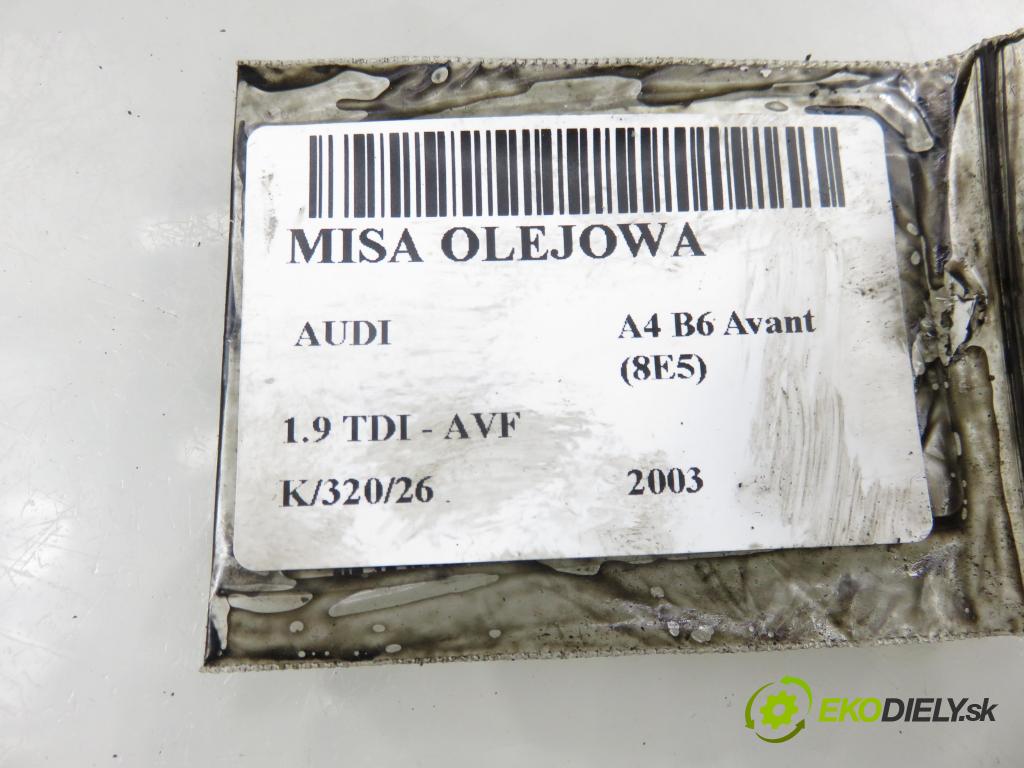 MISA OLEJOWA
AUDI
A4 B6 Avant
(8E5)
1.9 TDI - AVF
K/320/26
2003
EKODIELY.sk